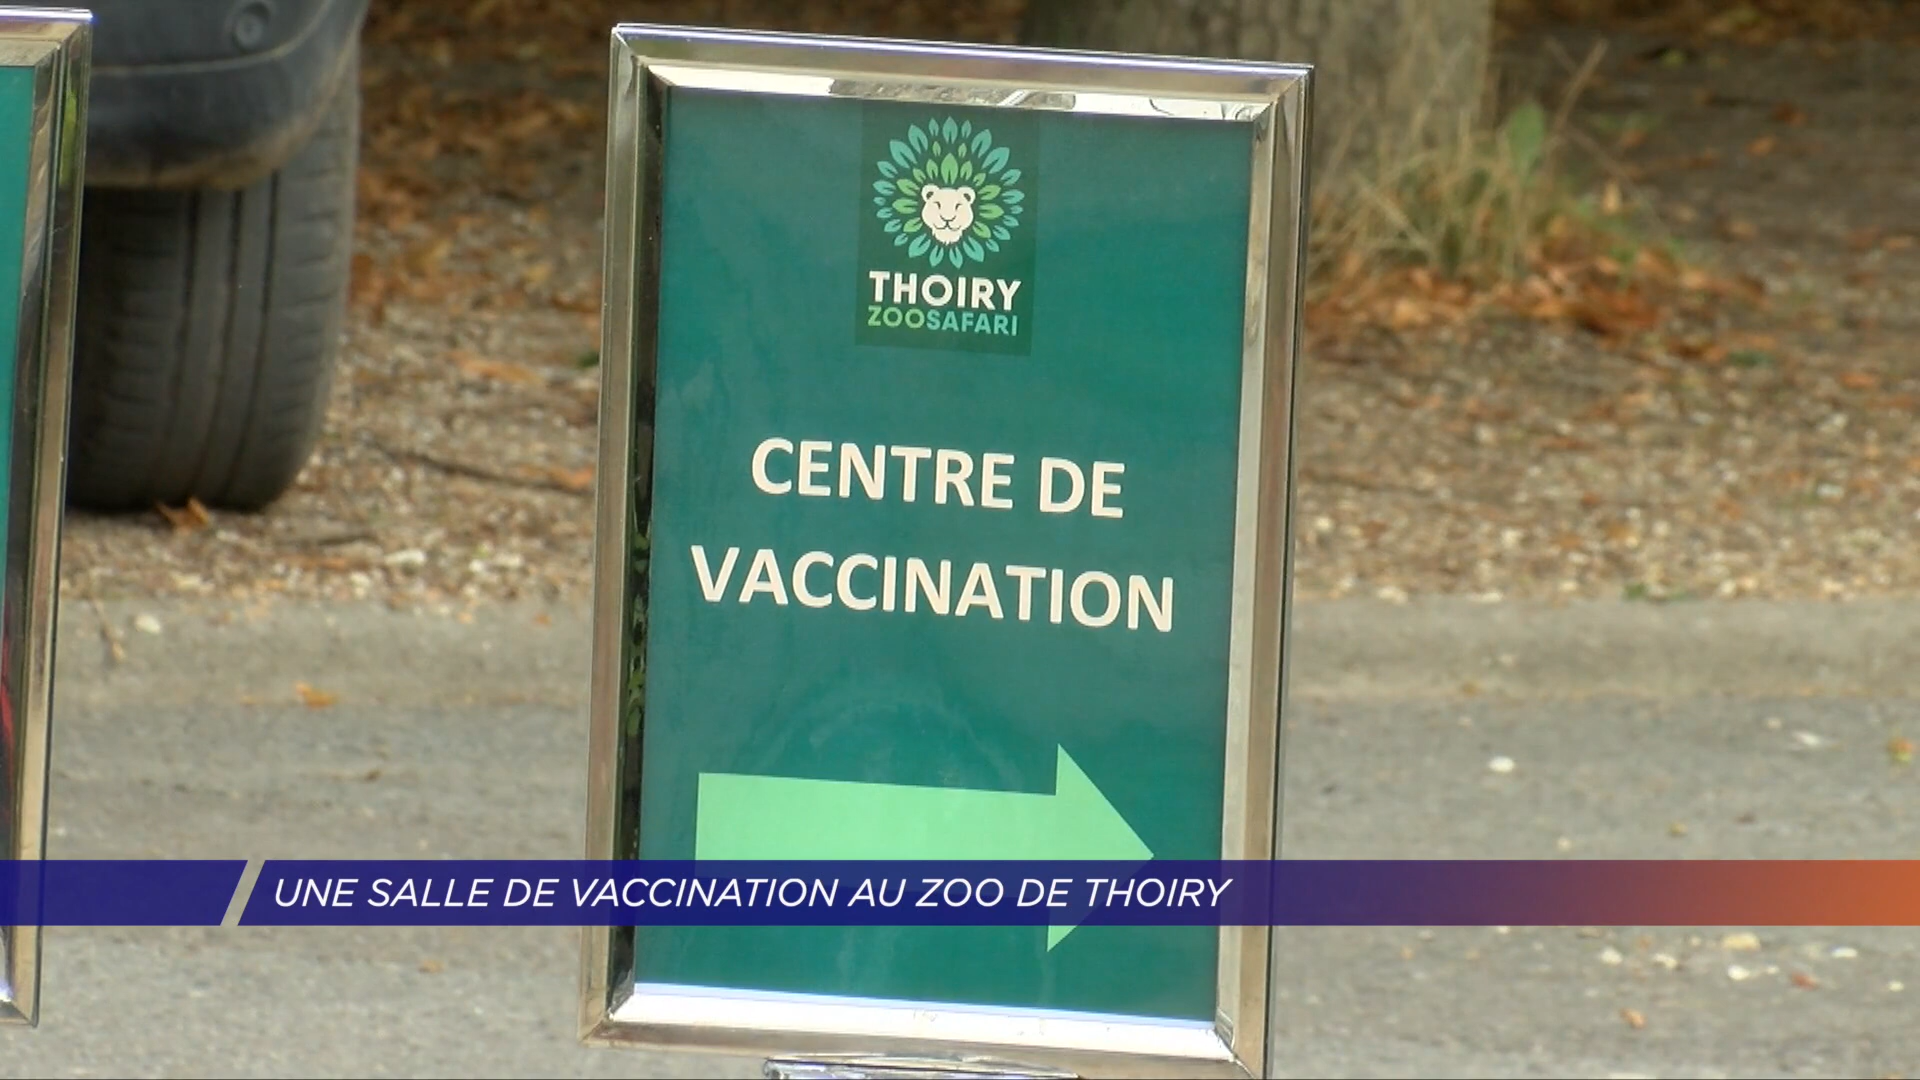 THOIRY
ZOOSAFARI
CENTRE DE
VACCINATION
UNE SALLE DE VACCINATION AU ZOO DE THOIRY